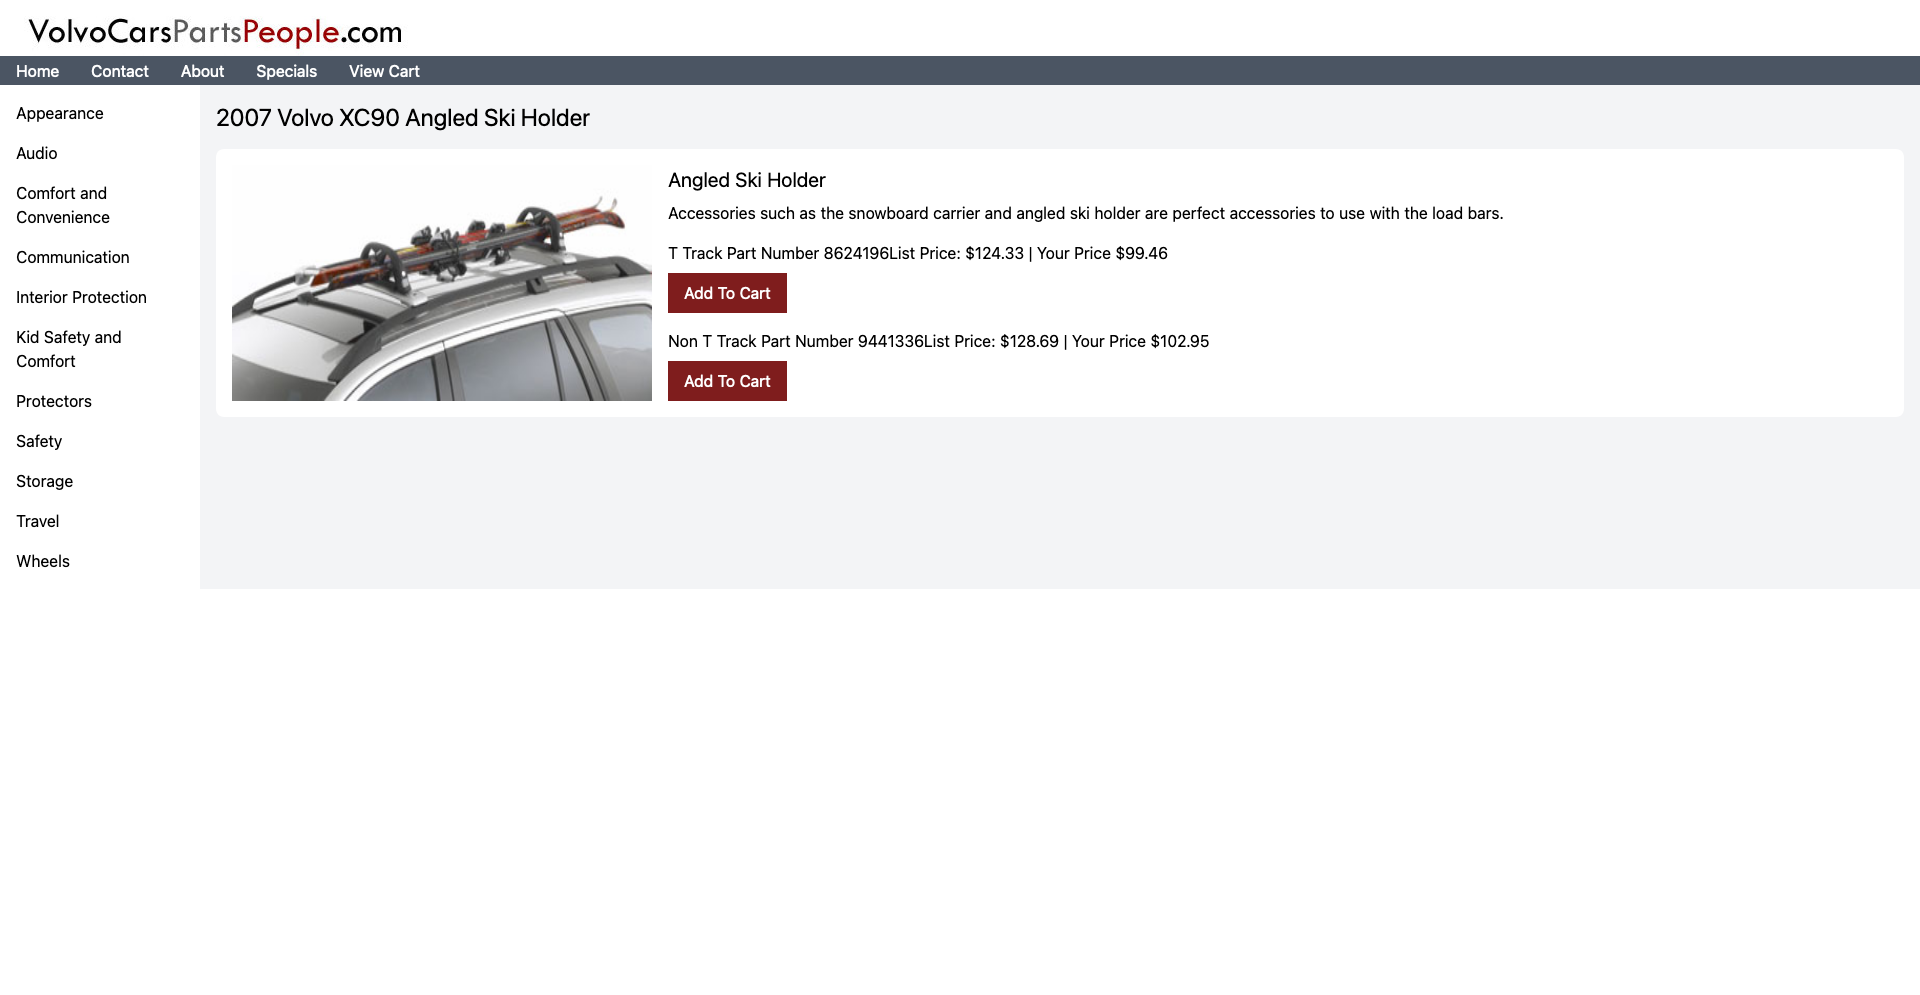 VolvoCarsPartsPeople.com
Home Contact About Specials View Cart
Appearance
Audio
Comfort and
Convenience
Communication
Interior Protection
Kid Safety and
Comfort
Protectors
Safety
Storage
Travel
Wheels
2007 Volvo XC90 Angled Ski Holder
Angled Ski Holder
Accessories such as the snowboard carrier and angled ski holder are perfect accessories to use with the load bars.
T Track Part Number 8624196List Price: $124.33 | Your Price $99.46
Add To Cart
Non T Track Part Number 9441336List Price: $128.69 | Your Price $102.95
Add To Cart